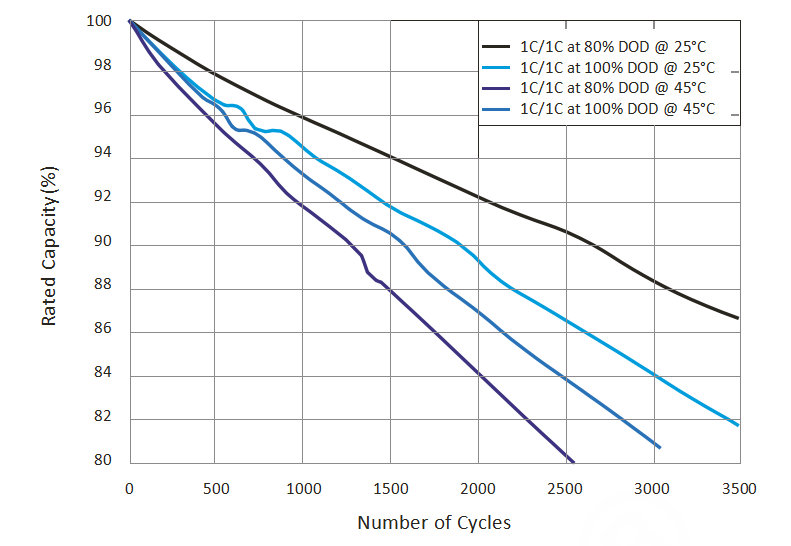 100
98
96
94
92
90
88
86
84
82
80
Rated Capacity (%)
1C/1C at 80% DOD @ 25°C
1C/1C at 100% DOD @ 25°C
1C/1C at 80% DOD @ 45°C
1C/1C at 100% DOD @ 45°C
0 500 1000 1500 2000 2500 3000 3500
Number of Cycles